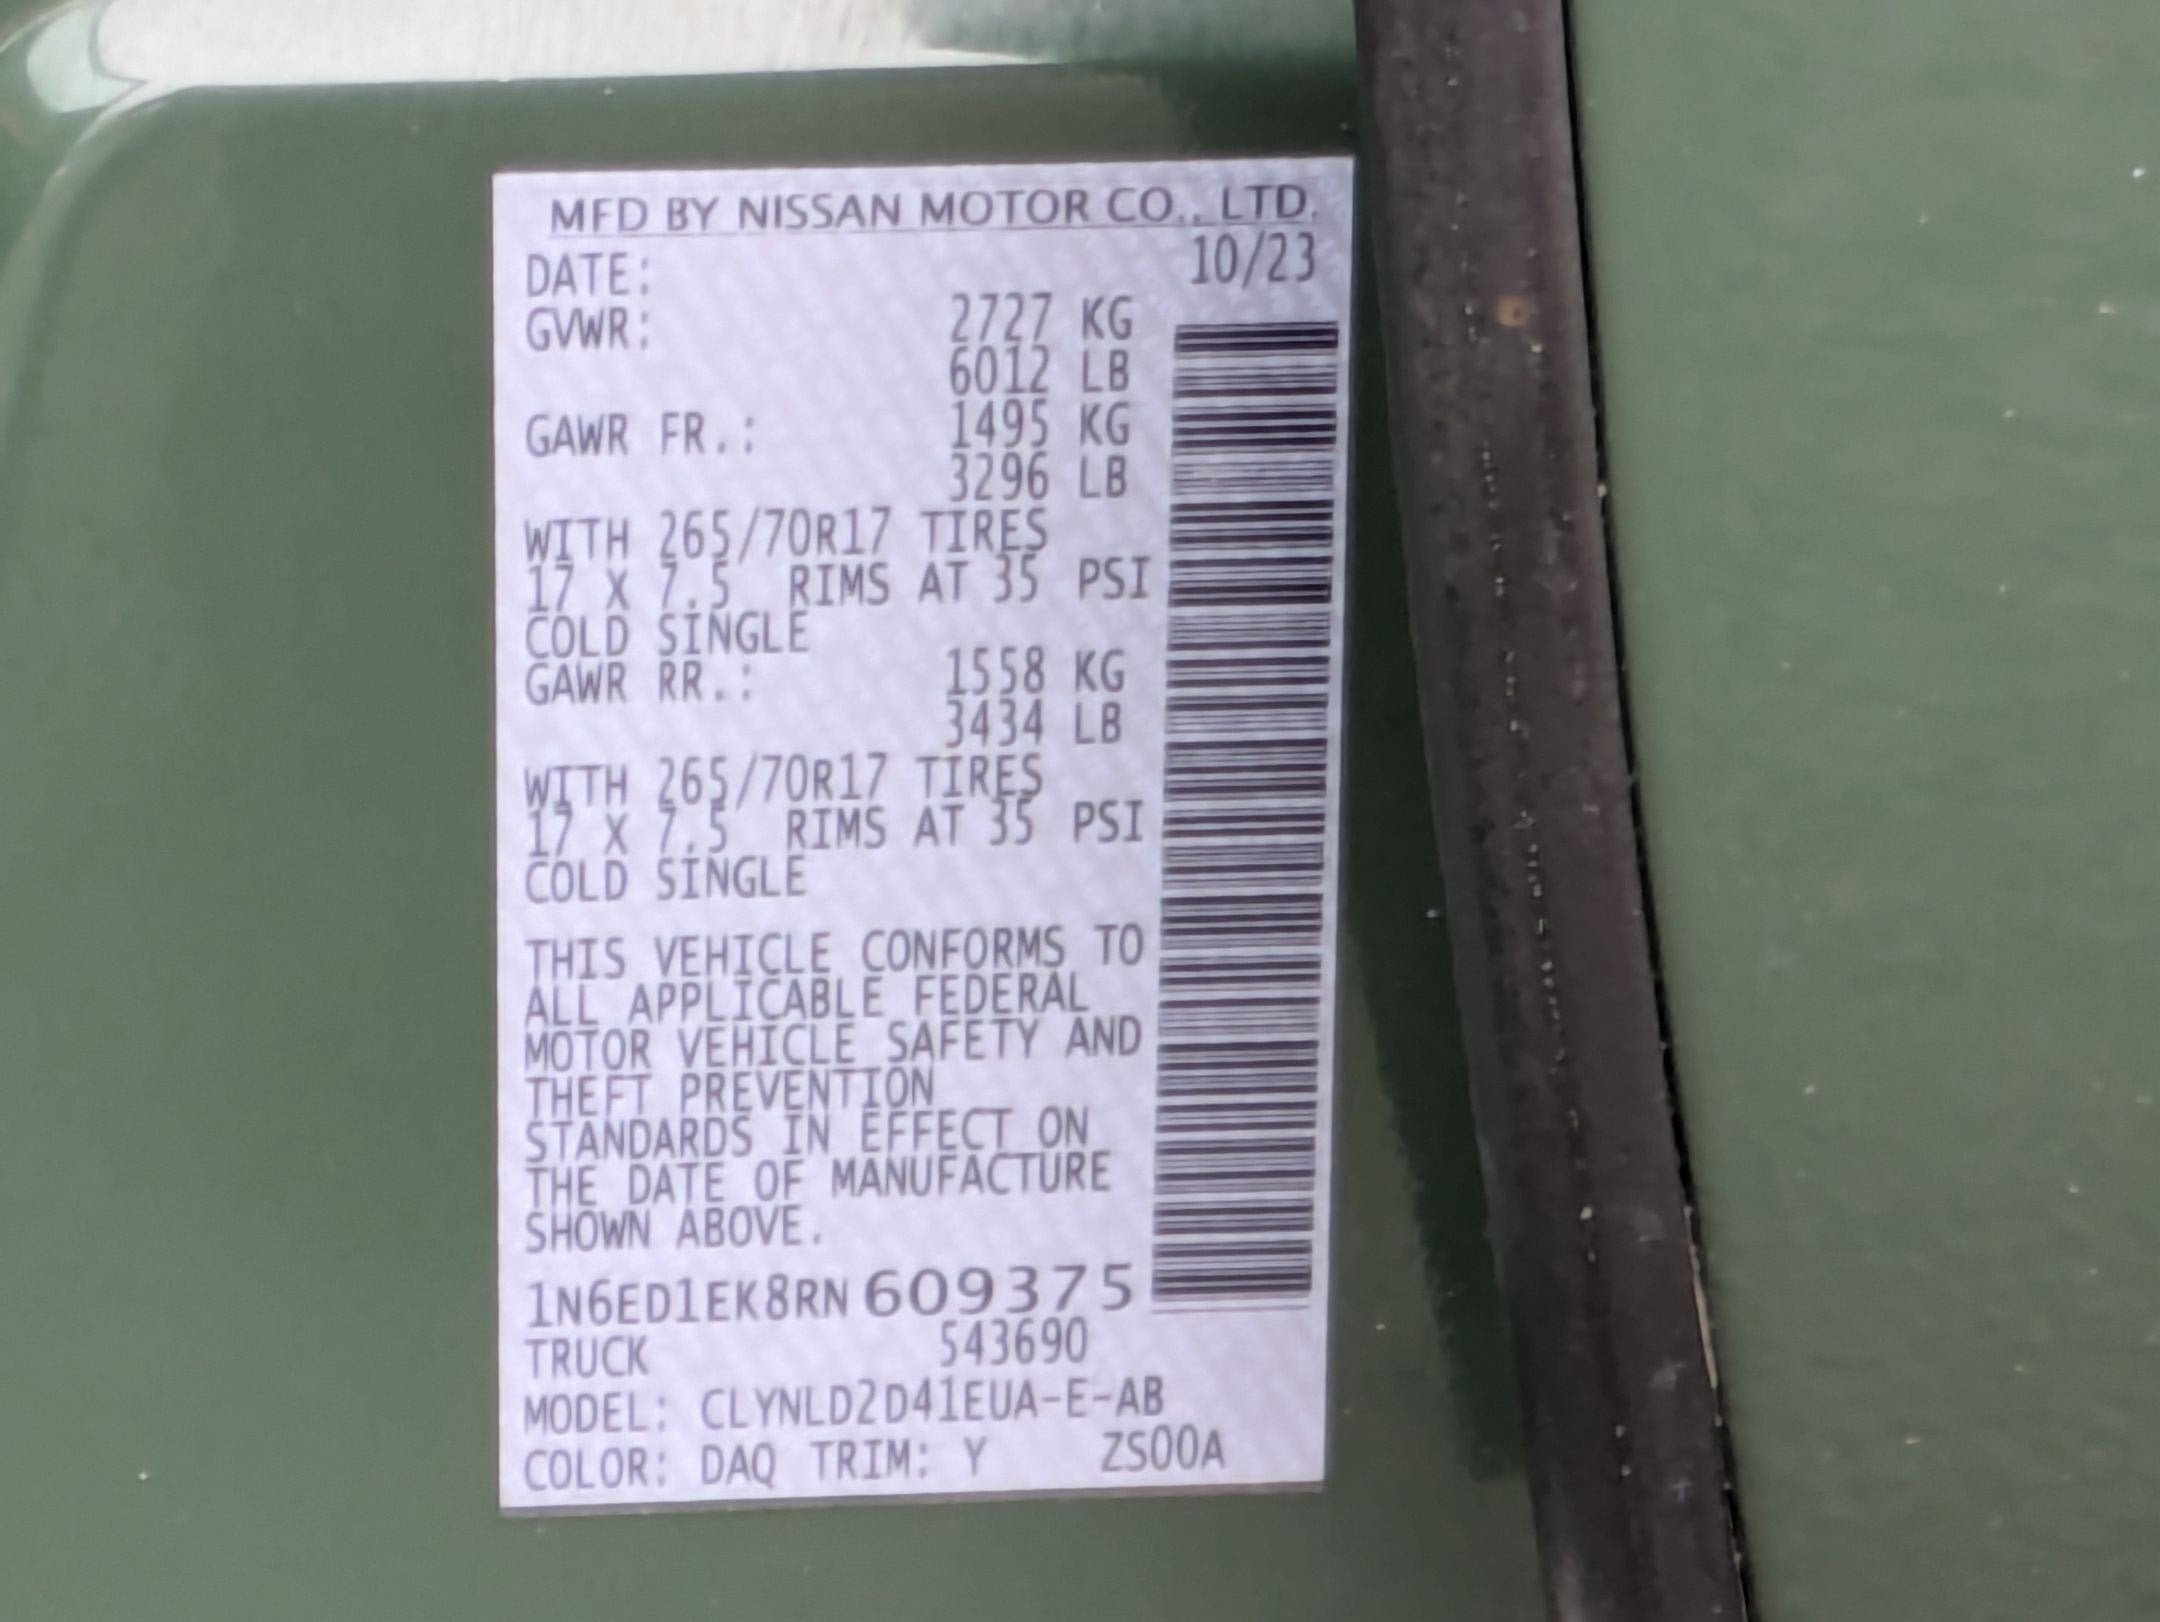 MFD BY NISSAN MOTOR CO., LTD.
DATE: 10/23
GVWR: 2727 KG
6012 LB
GAWR FR.: 1495 KG
3296 LB
WITH 265/70R17 TIRES
17 X 7.5 RIMS AT 35 PSI
COLD SINGLE
GAWR RR.: 1558 KG
3434 LB
WITH 265/70R17 TIRES
17 X 7.5 RIMS AT 35 PSI
COLD SINGLE
THIS VEHICLE CONFORMS TO
ALL APPLICABLE FEDERAL
MOTOR VEHICLE SAFETY AND
THEFT PREVENTION
STANDARDS IN EFFECT ON
THE DATE OF MANUFACTURE
SHOWN ABOVE.
1N6ED1EK8RN 609375
TRUCK 543690
MODEL: CLYNLD2D41EUA-E-AB
COLOR: DAQ TRIM: Y ZS00A